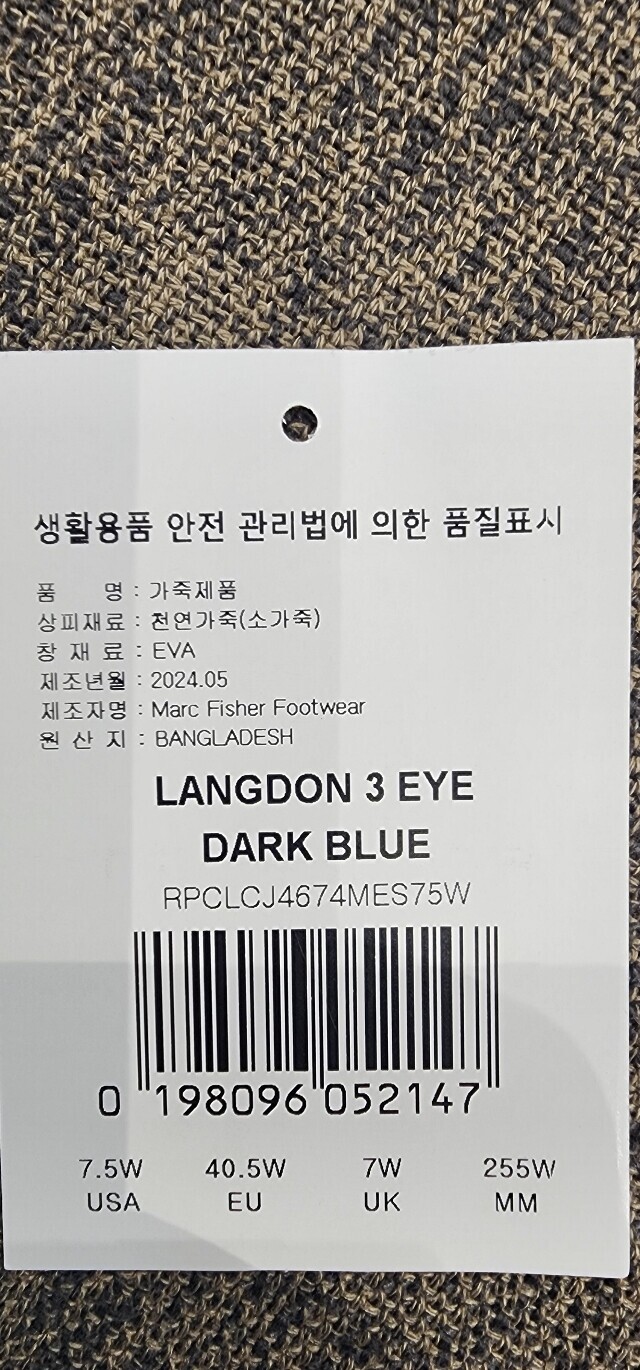 생활용품 안전 관리법에 의한 품질표시
품 명 : 가죽제품
상피재료 : 천연가죽(소가죽)
창 재 료 : EVA
제조년월 : 2024.05
제조자명 : Marc Fisher Footwear
원 산 지 : BANGLADESH
LANGDON 3 EYE
DARK BLUE
RPCLCJ4674MES75W
0 198096 052147
7.5W 40.5W 7W 255W
USA EU UK MM